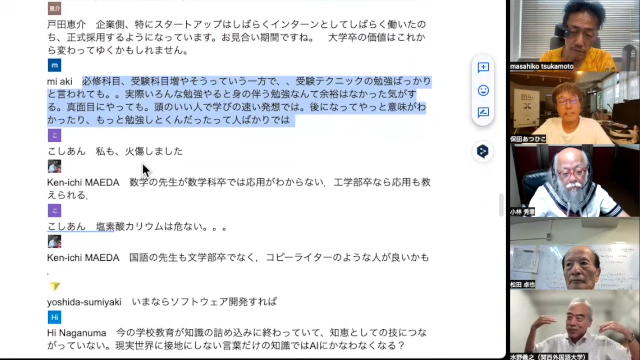 恵介
戸田恵介　企業側、特にスタートアップはしばらくインターンとしてしばらく働いたの
ち、正式採用するようになっています。お見合い期間ですね。　大学卒の価値はこれか
ら変わってゆくかもしれません。
m
mi aki　必修科目、受験科目増やそうっていう一方で、、受験テクニックの勉強ばっかり
と言われても。。実際いろんな勉強やると身の伴う勉強なんて余裕はなかった気がす
る。真面目にやっても。頭のいい人で学びの速い発想では。後になってやっと意味がわ
かったり、もっと勉強しとくんだったって人ばかりでは
こ
こしあん　私も、火傷しました
Ken-ichi MAEDA　数学の先生が数学科卒では応用がわからない．工学部卒なら応用も教
えられる．
こ
こしあん　塩素酸カリウムは危ない。。。
Ken-ichi MAEDA　国語の先生も文学部卒でなく，コピーライターのような人が良いかも
．
yoshida-sumiyaki　いまならソフトウェア開発すれば
Hi
Hi Naganuma　今の学校教育が知識の詰め込みに終わっていて、知恵としての技につな
がっていない。現実世界に接地にしない言葉だけの知識ではAIにかなわなくなる？
masahiko tsukamoto
保田あつひこ
小林 秀章
松田 卓也
水野義之（関西外国語大学）